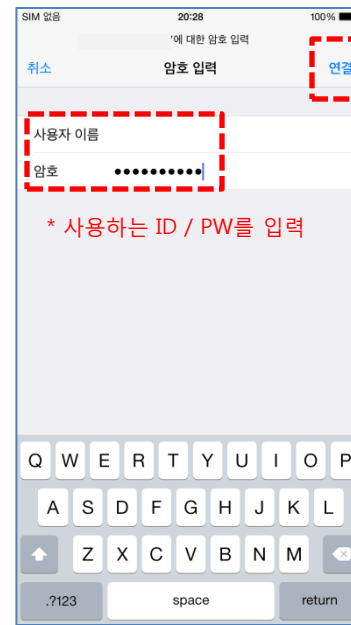 SIM 없음 20:28 100%
'에 대한 암호 입력
취소 암호 입력 연결
사용자 이름
암호 ●●●●●●●●●●
* 사용하는 ID / PW를 입력
Q W E R T Y U I O P
A S D F G H J K L
Z X C V B N M
.?123 space return